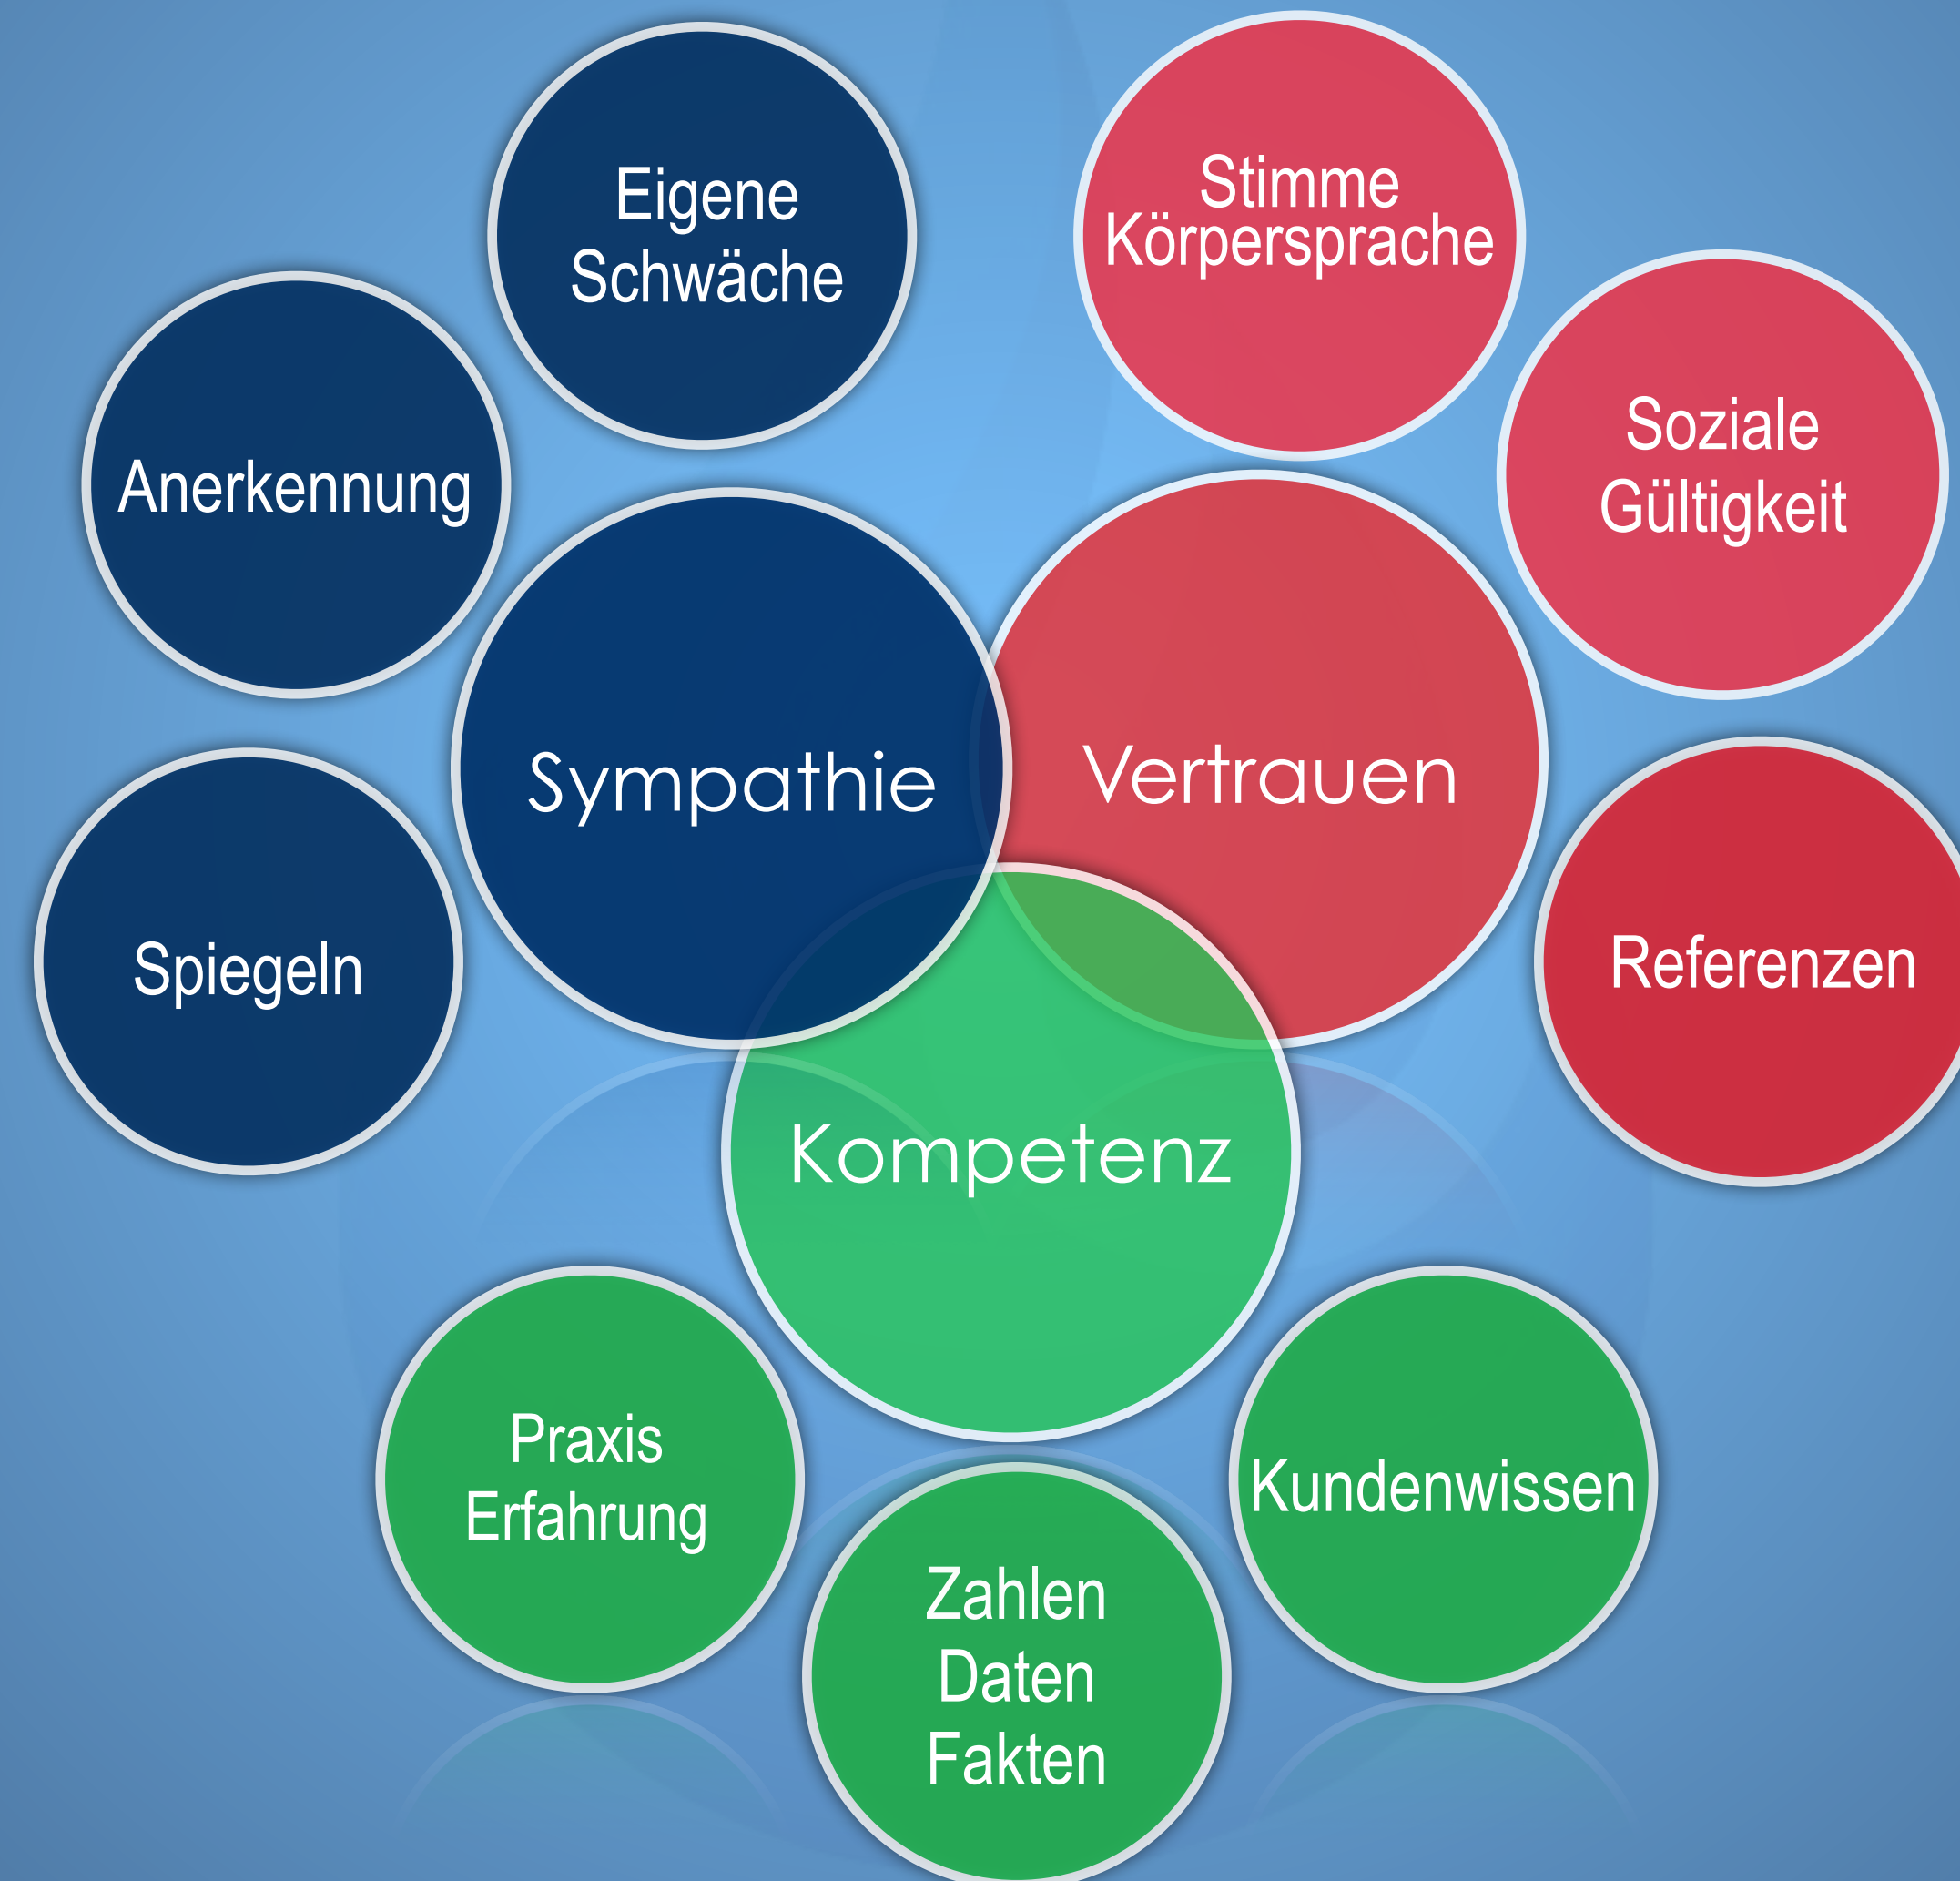 Eigene
Schwäche
Stimme
Körpersprache
Anerkennung
Soziale
Gültigkeit
Sympathie
Vertrauen
Spiegeln
Referenzen
Kompetenz
Praxis
Erfahrung
Kundenwissen
Zahlen
Daten
Fakten